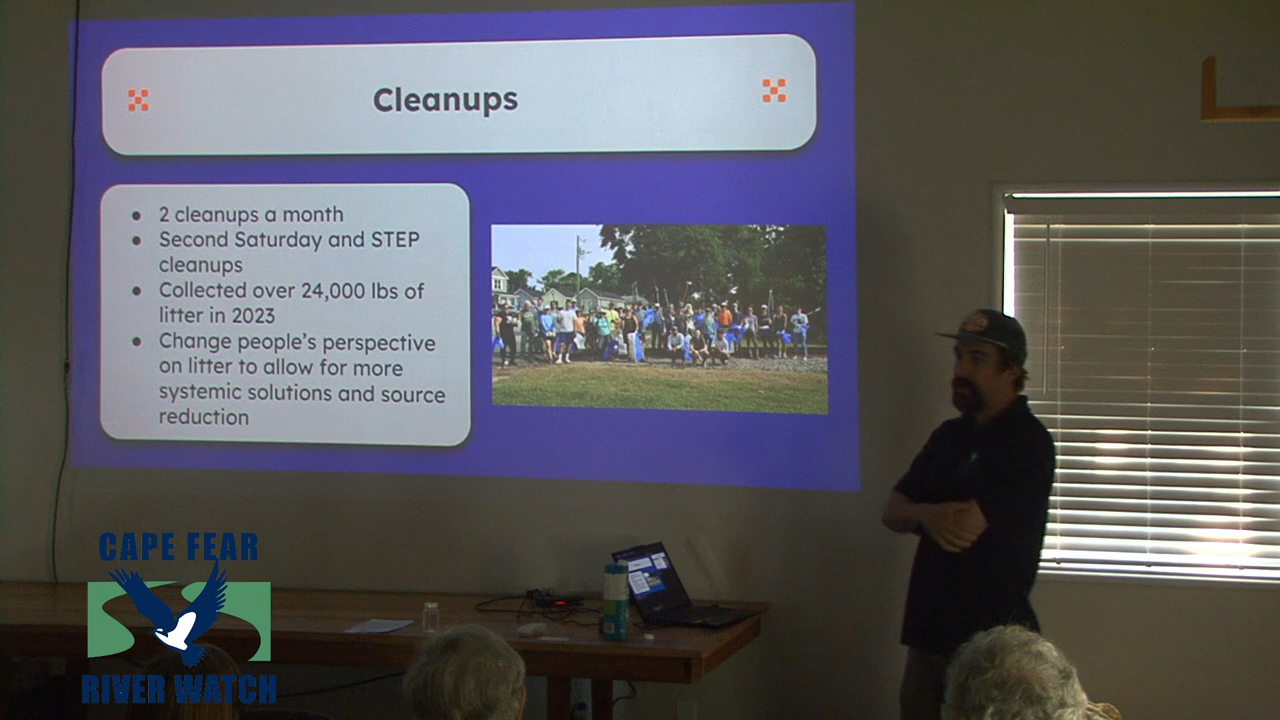 Cleanups
● 2 cleanups a month
● Second Saturday and STEP
cleanups
● Collected over 24,000 lbs of
litter in 2023
● Change people's perspective
on litter to allow for more
systemic solutions and source
reduction
CAPE FEAR
RIVER WATCH